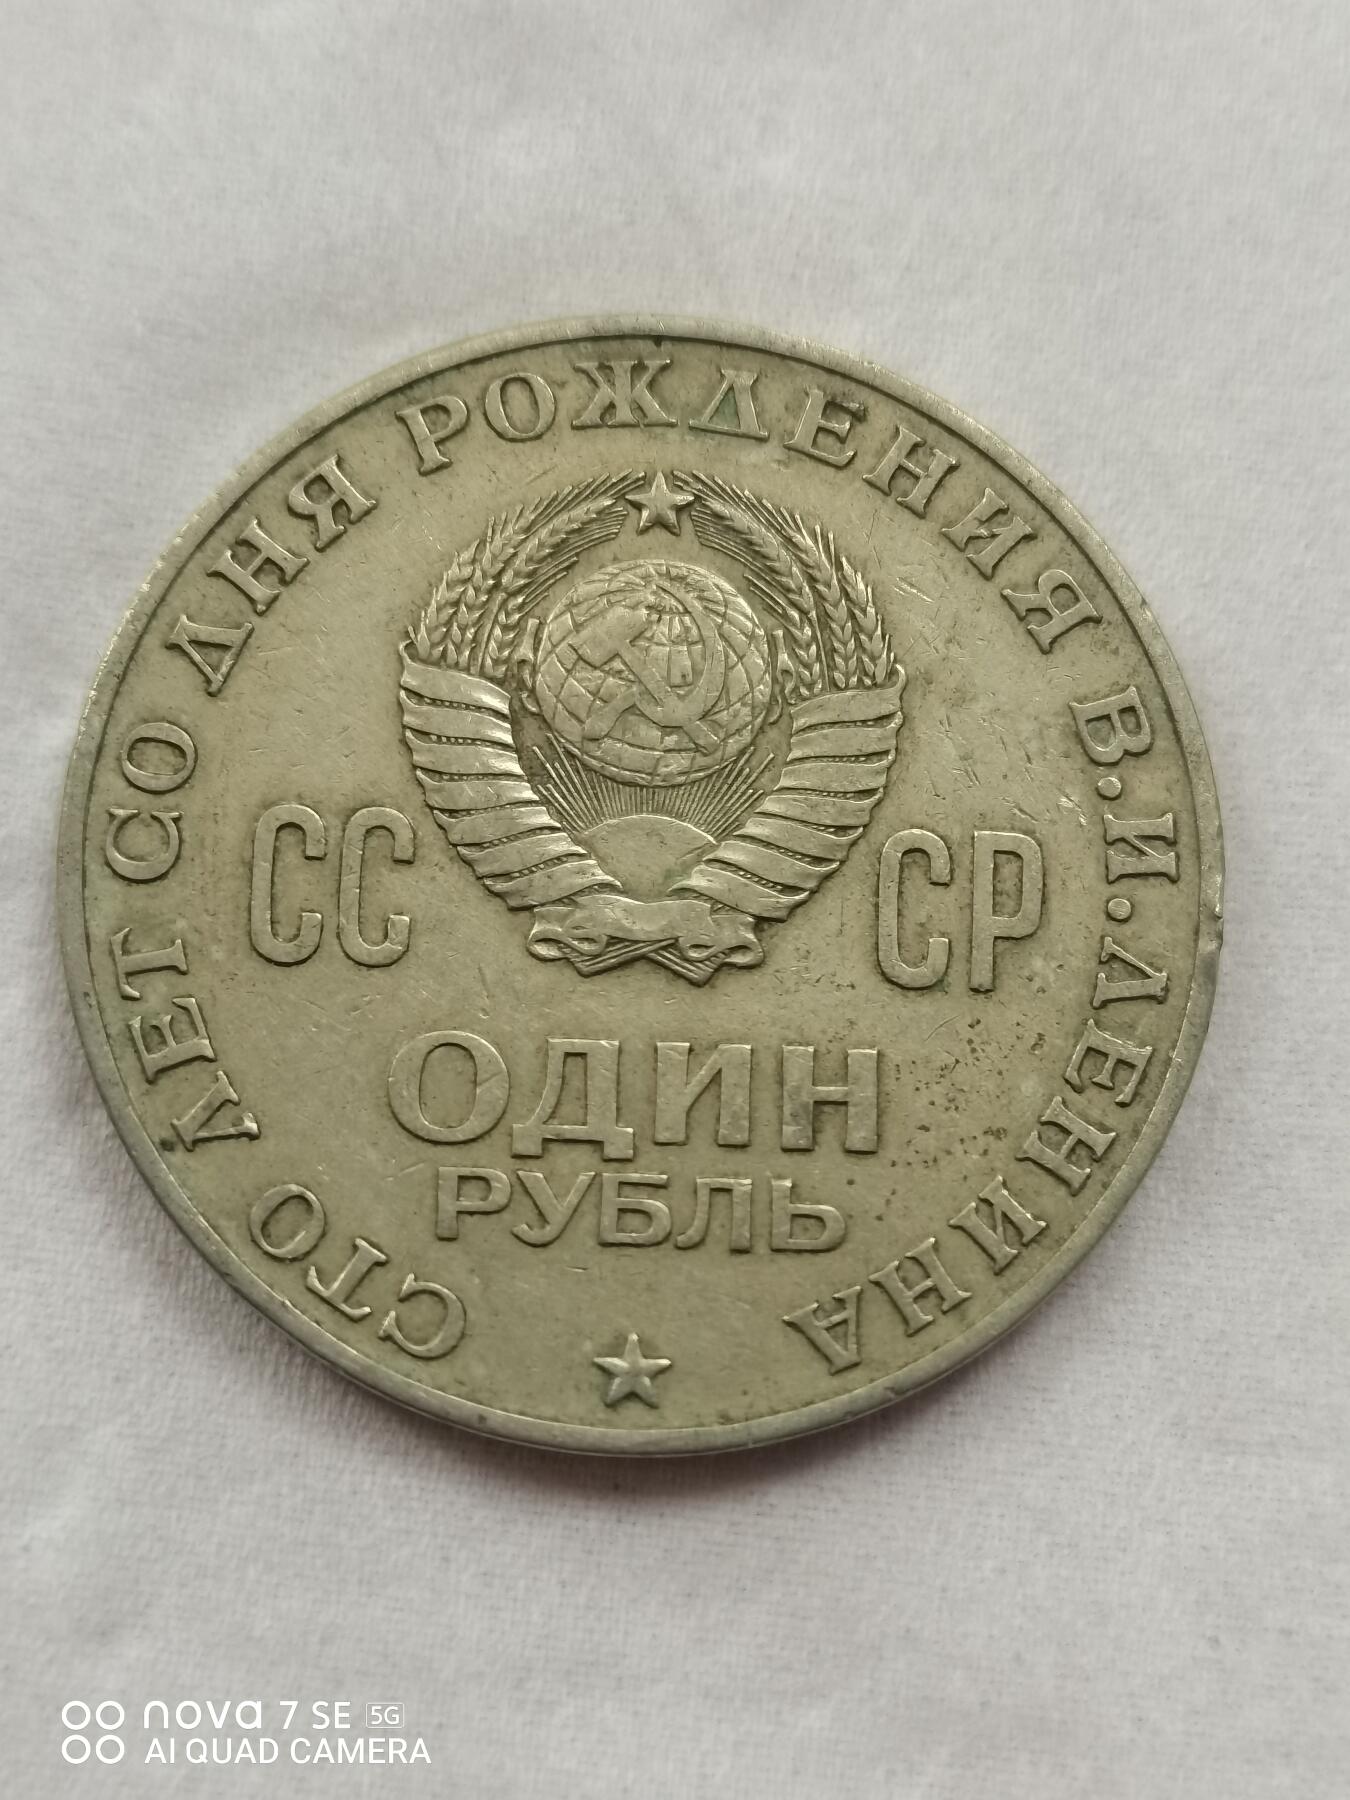 СТО ЛЕТ СО ДНЯ РОЖДЕНИЯ В.И.ЛЕНИНА
СС СР
ОДИН
РУБЛЬ
nova 7 SE 5G
AI QUAD CAMERA